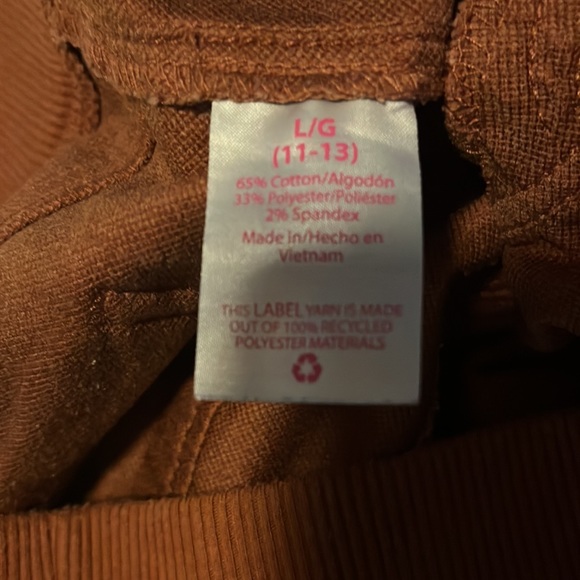 L/G
(11-13)
65% Cotton/Algodón
33% Polyester/Poliéster
2% Spandex
Made in/Hecho en
Vietnam
THIS LABEL YARN IS MADE
OUT OF 100% RECYCLED
POLYESTER MATERIALS